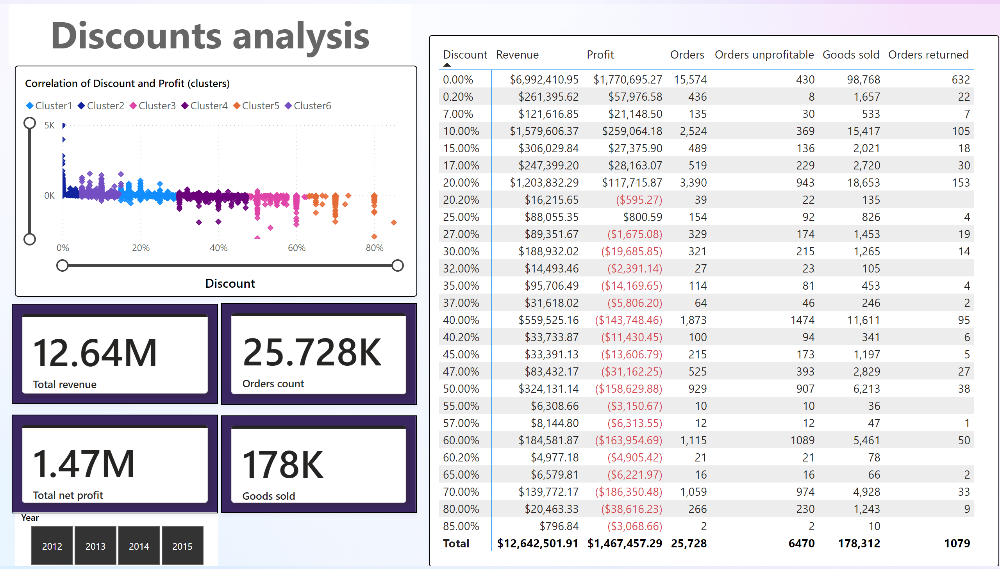 Discounts analysis
Correlation of Discount and Profit (clusters)
Cluster1 Cluster2 Cluster3 Cluster4 Cluster5 Cluster6
5K
0K
0% 20% 40% 60% 80%
Discount
12.64M
Total revenue
25.728K
Orders count
1.47M
Total net profit
178K
Goods sold
Year
2012 2013 2014 2015
Discount Revenue Profit Orders Orders unprofitable Goods sold Orders returned
0.00% $6,992,410.95 $1,770,695.27 15,574 430 98,768 632
0.20% $261,395.62 $57,976.58 436 8 1,657 22
7.00% $121,616.85 $21,148.50 135 30 533 7
10.00% $1,579,606.37 $259,064.18 2,524 369 15,417 105
15.00% $306,029.84 $27,375.90 489 136 2,021 18
17.00% $247,399.20 $28,163.07 519 229 2,720 30
20.00% $1,203,832.29 $117,715.87 3,390 943 18,653 153
20.20% $16,215.65 ($595.27) 39 22 135
25.00% $88,055.35 $800.59 154 92 826 4
27.00% $89,351.67 ($1,675.08) 329 174 1,453 19
30.00% $188,932.02 ($19,685.85) 321 215 1,265 14
32.00% $14,493.46 ($2,391.14) 27 23 105
35.00% $95,706.49 ($14,169.65) 114 81 453 4
37.00% $31,618.02 ($5,806.20) 64 46 246 2
40.00% $559,525.16 ($143,748.46) 1,873 1474 11,611 95
40.20% $33,733.87 ($11,430.45) 100 94 341 6
45.00% $33,391.13 ($13,606.79) 215 173 1,197 5
47.00% $83,432.17 ($31,162.25) 525 393 2,829 27
50.00% $324,131.14 ($158,629.88) 929 907 6,213 38
55.00% $6,308.66 ($3,150.67) 10 10 36
57.00% $8,144.80 ($6,313.55) 12 12 47 1
60.00% $184,581.87 ($163,954.69) 1,115 1089 5,461 50
60.20% $4,977.18 ($4,905.42) 21 21 78
65.00% $6,579.81 ($6,221.97) 16 16 66 2
70.00% $139,772.17 ($186,350.48) 1,059 974 4,928 33
80.00% $20,463.33 ($38,616.23) 266 230 1,243 9
85.00% $796.84 ($3,068.66) 2 2 10
Total $12,642,501.91 $1,467,457.29 25,728 6470 178,312 1079